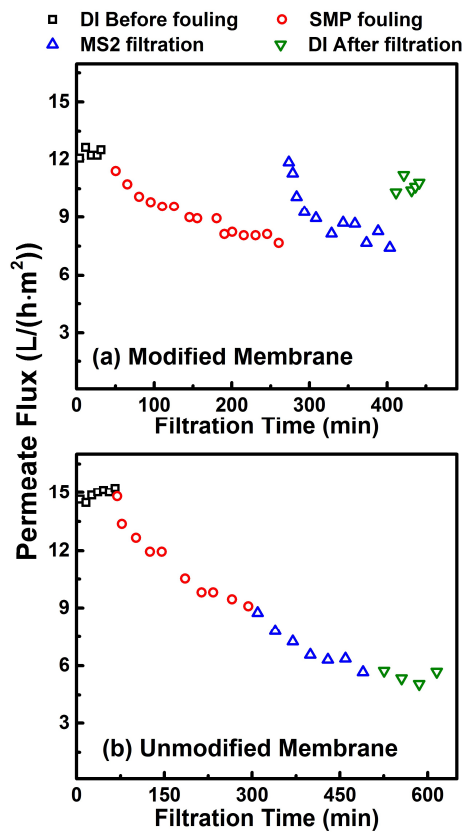 DI Before fouling SMP fouling
MS2 filtration DI After filtration
15
12
9
6
3
(a) Modified Membrane
0 100 200 300 400
Filtration Time (min)
Permeate Flux (L/(h·m²))
15
12
9
6
3
(b) Unmodified Membrane
0 150 300 450 600
Filtration Time (min)